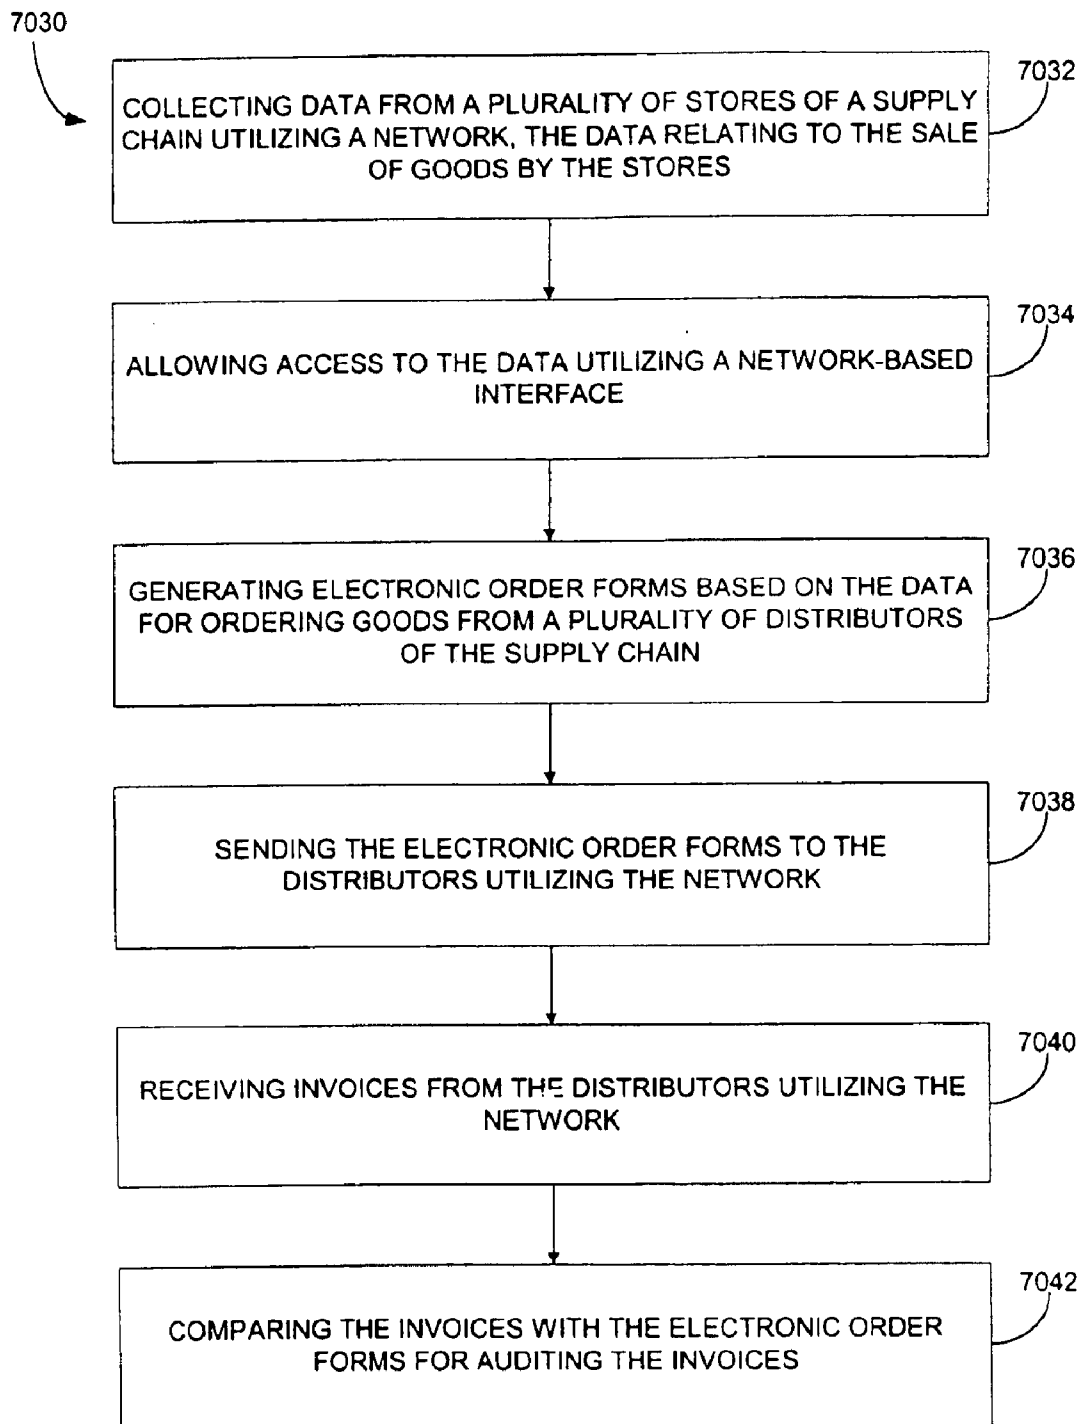 7030
7032
COLLECTING DATA FROM A PLURALITY OF STORES OF A SUPPLY
CHAIN UTILIZING A NETWORK, THE DATA RELATING TO THE SALE
OF GOODS BY THE STORES
7034
ALLOWING ACCESS TO THE DATA UTILIZING A NETWORK-BASED
INTERFACE
7036
GENERATING ELECTRONIC ORDER FORMS BASED ON THE DATA
FOR ORDERING GOODS FROM A PLURALITY OF DISTRIBUTORS
OF THE SUPPLY CHAIN
7038
SENDING THE ELECTRONIC ORDER FORMS TO THE
DISTRIBUTORS UTILIZING THE NETWORK
7040
RECEIVING INVOICES FROM THE DISTRIBUTORS UTILIZING THE
NETWORK
7042
COMPARING THE INVOICES WITH THE ELECTRONIC ORDER
FORMS FOR AUDITING THE INVOICES